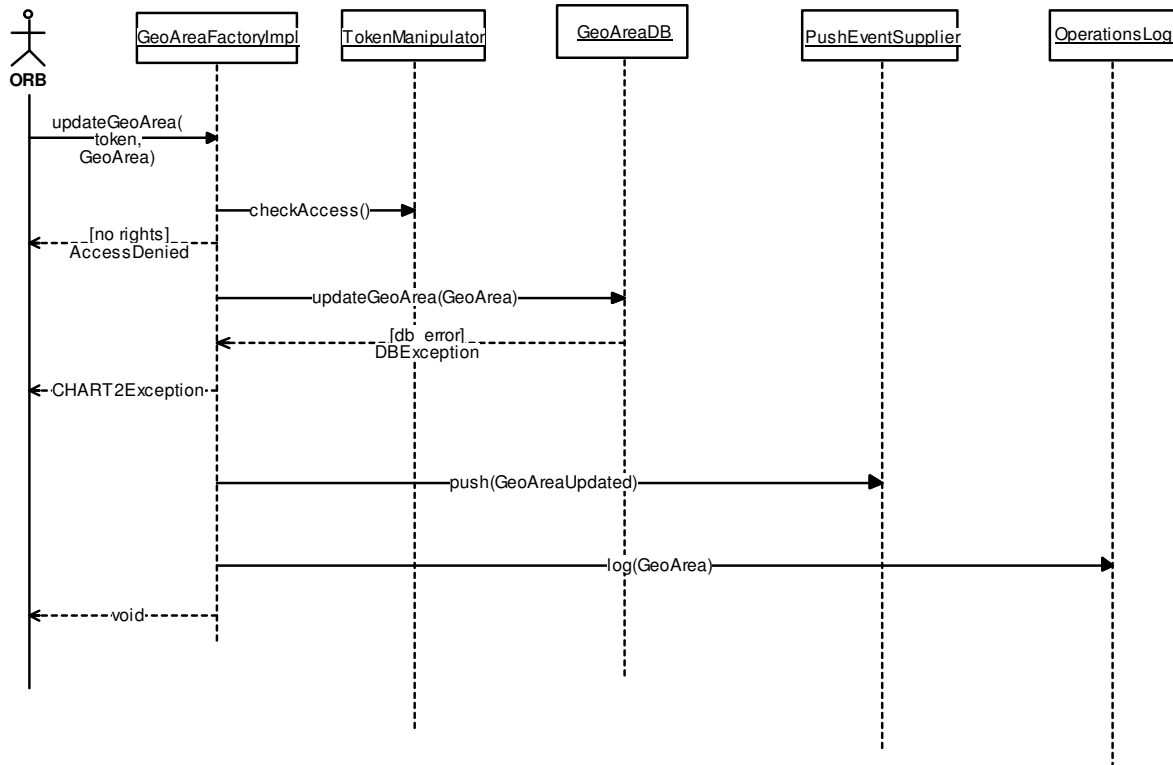 ORB
GeoAreaFactoryImpl
TokenManipulator
GeoAreaDB
PushEventSupplier
OperationsLog
updateGeoArea(
token,
GeoArea)
checkAccess()
[no rights]
AccessDenied
updateGeoArea(GeoArea)
[db error]
DBException
CHART2Exception
push(GeoAreaUpdated)
log(GeoArea)
void